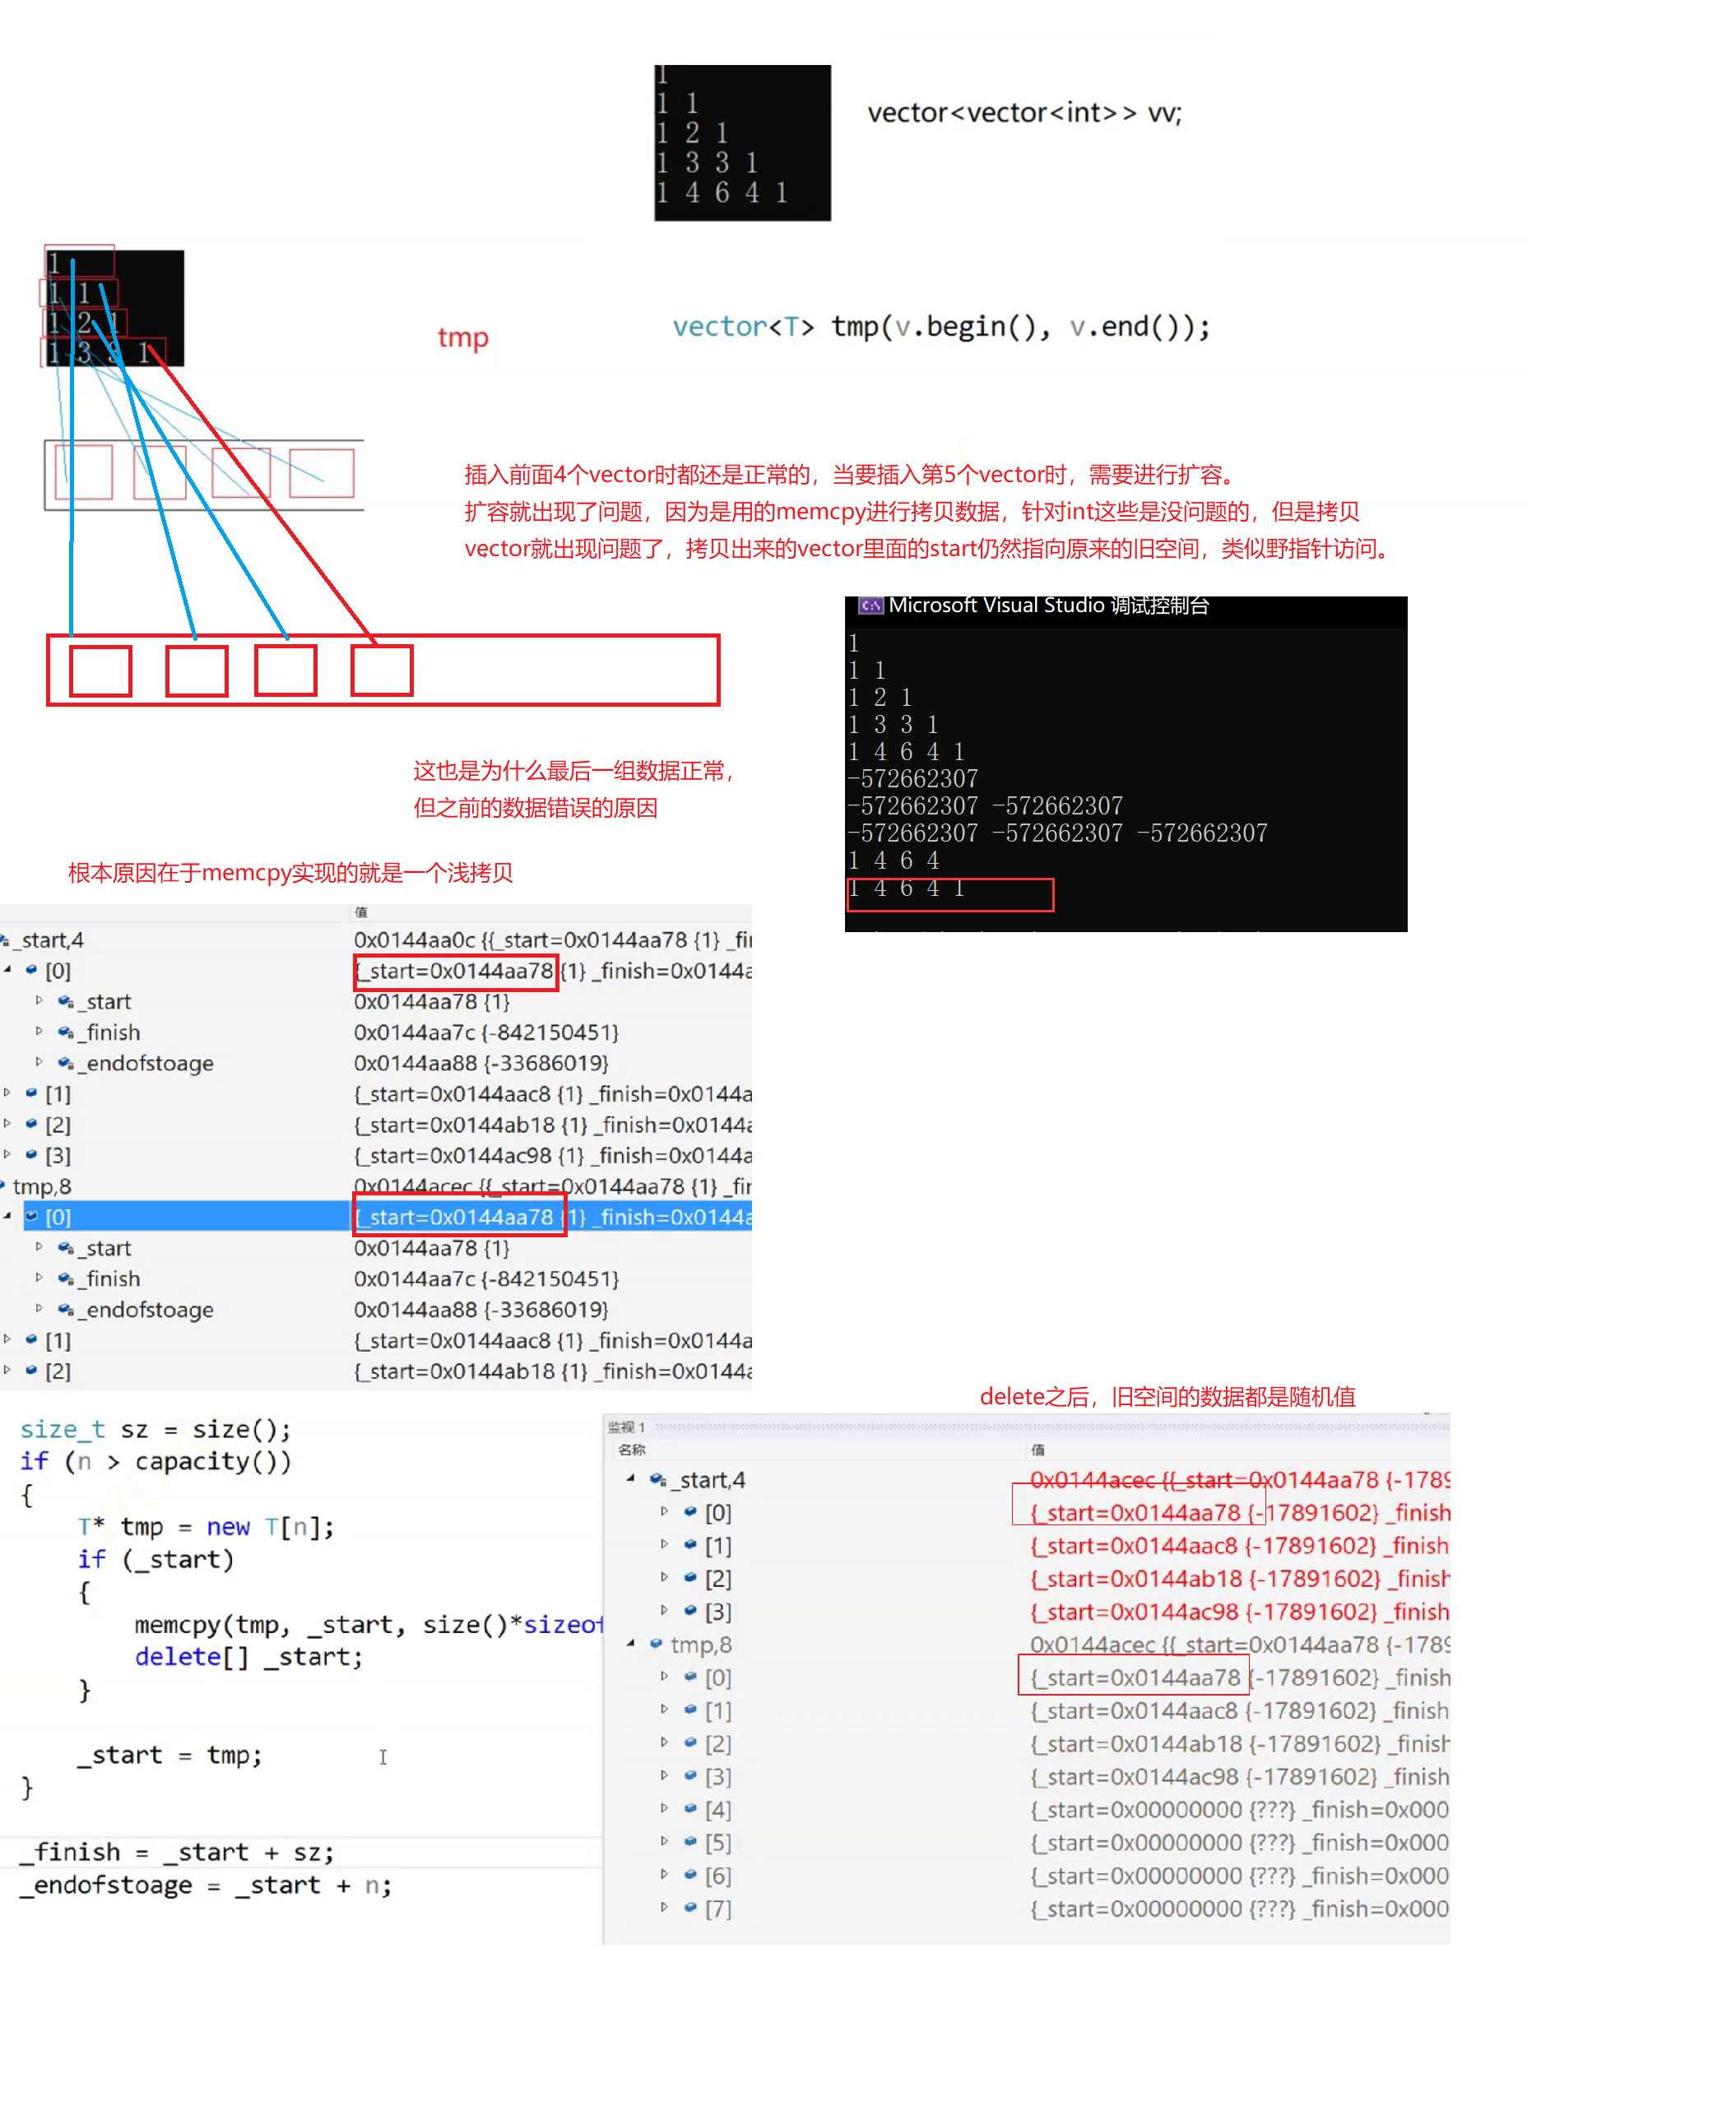 1
1 1
1 2 1
1 3 3 1
1 4 6 4 1
vector<vector<int>> vv;
1
1 1
1 2 1
1 3 3 1
tmp
vector<T> tmp(v.begin(), v.end());
插入前面4个vector时都还是正常的，当要插入第5个vector时，需要进行扩容。
扩容就出现了问题，因为是用的memcpy进行拷贝数据，针对int这些是没问题的，但是拷贝
vector就出现问题了，拷贝出来的vector里面的start仍然指向原来的旧空间，类似野指针访问。
Microsoft Visual Studio 调试控制台
1
1 1
1 2 1
1 3 3 1
1 4 6 4 1
-572662307
-572662307 -572662307
-572662307 -572662307 -572662307
1 4 6 4
1 4 6 4 1
这也是为什么最后一组数据正常，
但之前的数据错误的原因
根本原因在于memcpy实现的就是一个浅拷贝
值
_start,4 0x0144aa0c {{_start=0x0144aa78 {1} _fi
[0] {_start=0x0144aa78 {1} _finish=0x0144a
_start 0x0144aa78 {1}
_finish 0x0144aa7c {-842150451}
_endofstoage 0x0144aa88 {-33686019}
[1] {_start=0x0144aac8 {1} _finish=0x0144a
[2] {_start=0x0144ab18 {1} _finish=0x0144a
[3] {_start=0x0144ac98 {1} _finish=0x0144a
tmp,8 0x0144acec {{_start=0x0144aa78 {1} _fi
[0] {_start=0x0144aa78 {1} _finish=0x0144a
_start 0x0144aa78 {1}
_finish 0x0144aa7c {-842150451}
_endofstoage 0x0144aa88 {-33686019}
[1] {_start=0x0144aac8 {1} _finish=0x0144a
[2] {_start=0x0144ab18 {1} _finish=0x0144a
delete之后，旧空间的数据都是随机值
size_t sz = size();
if (n > capacity())
{
T* tmp = new T[n];
if (_start)
{
memcpy(tmp, _start, size()*sizeof
delete[] _start;
}
_start = tmp;
}
_finish = _start + sz;
_endofstoage = _start + n;
监视 1
名称 值
_start,4 0x0144acec {{_start=0x0144aa78 {-1789
[0] {_start=0x0144aa78 {-17891602} _finish
[1] {_start=0x0144aac8 {-17891602} _finish
[2] {_start=0x0144ab18 {-17891602} _finish
[3] {_start=0x0144ac98 {-17891602} _finish
tmp,8 0x0144acec {{_start=0x0144aa78 {-1789
[0] {_start=0x0144aa78 {-17891602} _finish
[1] {_start=0x0144aac8 {-17891602} _finish
[2] {_start=0x0144ab18 {-17891602} _finish
[3] {_start=0x0144ac98 {-17891602} _finish
[4] {_start=0x00000000 {???} _finish=0x000
[5] {_start=0x00000000 {???} _finish=0x000
[6] {_start=0x00000000 {???} _finish=0x000
[7] {_start=0x00000000 {???} _finish=0x000